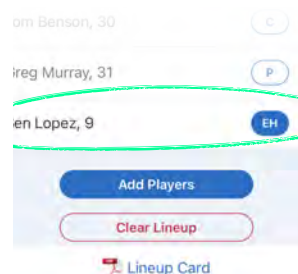 om Benson, 30 C
Greg Murray, 31 P
en Lopez, 9 EH
Add Players
Clear Lineup
Lineup Card